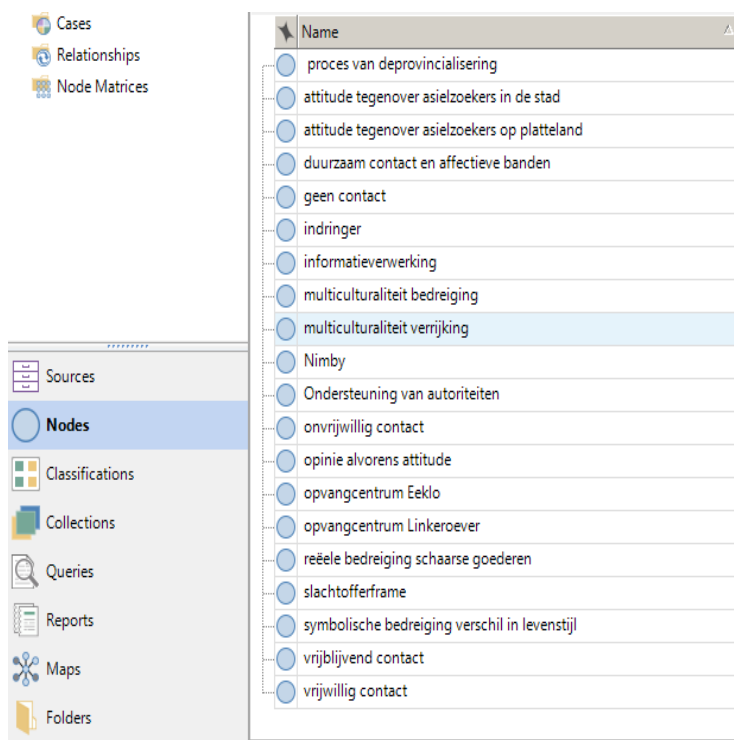 Cases
Relationships
Node Matrices
Sources
Nodes
Classifications
Collections
Queries
Reports
Maps
Folders
Name
proces van deprovincialisering
attitude tegenover asielzoekers in de stad
attitude tegenover asielzoekers op platteland
duurzaam contact en affectieve banden
geen contact
indringer
informatieverwerking
multiculturaliteit bedreiging
multiculturaliteit verrijking
Nimby
Ondersteuning van autoriteiten
onvrijwillig contact
opinie alvorens attitude
opvangcentrum Eeklo
opvangcentrum Linkeroever
reëele bedreiging schaarse goederen
slachtofferframe
symbolische bedreiging verschil in levenstijl
vrijblijvend contact
vrijwillig contact